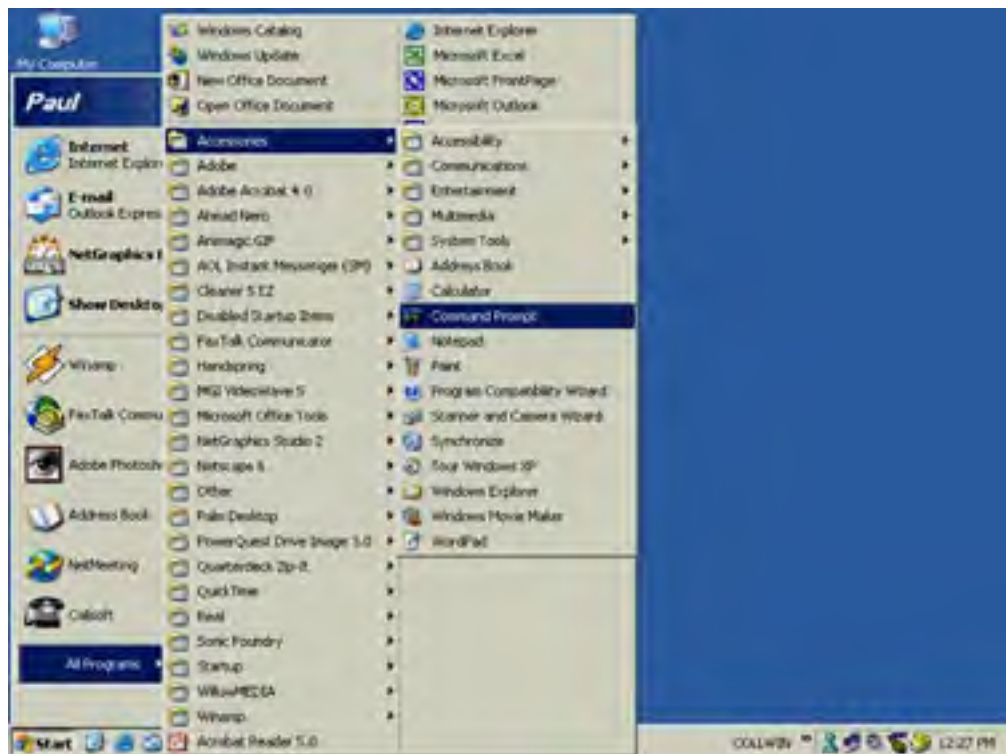 My Computer
Paul
Internet
Internet Explor
E-mail
Outlook Expres
NetGraphics
Show Deskto
Winamp
FaxTalk Commu
Adobe Photosh
Address Book
NetMeeting
Callsoft
All Programs
Windows Catalog
Windows Update
New Office Document
Open Office Document
Accessories
Adobe
Adobe Acrobat 4.0
Ahead Nero
Animagic GIF
AOL Instant Messenger (SM)
Cleaner 5 EZ
Disabled Startup Items
FaxTalk Communicator
Handspring
MGI VideoWave 5
Microsoft Office Tools
NetGraphics Studio 2
Netscape 6
Other
Palm Desktop
PowerQuest Drive Image 5.0
Quarterdeck Zip-It
QuickTime
Real
Sonic Foundry
Startup
WillowMEDIA
Winamp
Acrobat Reader 5.0
Internet Explorer
Microsoft Excel
Microsoft FrontPage
Microsoft Outlook
Accessibility
Communications
Entertainment
Multimedia
System Tools
Address Book
Calculator
Command Prompt
Notepad
Paint
Program Compatibility Wizard
Scanner and Camera Wizard
Synchronize
Tour Windows XP
Windows Explorer
Windows Movie Maker
WordPad
Start
COLLWIN
12:27 PM